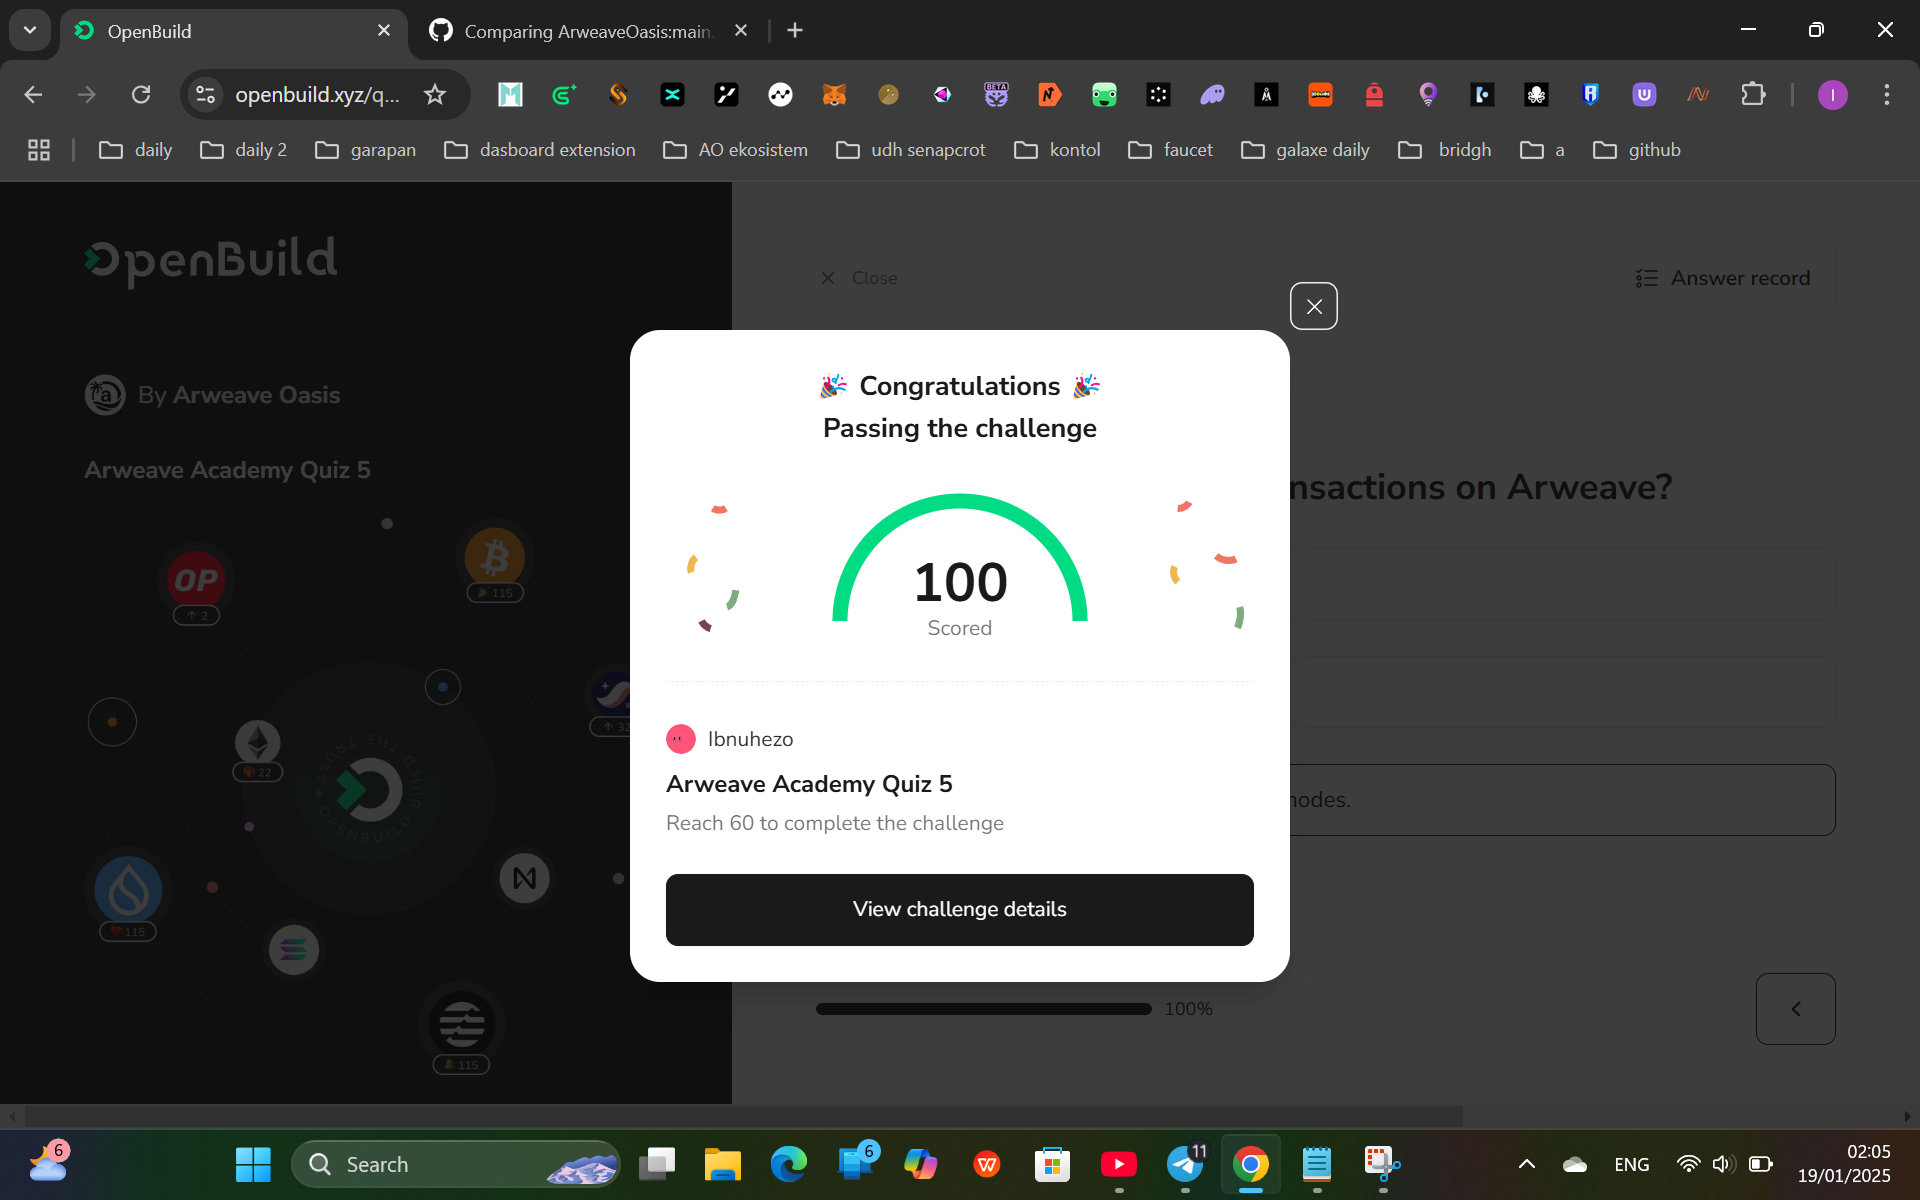 OpenBuild
Comparing ArweaveOasis:main.
openbuild.xyz/q...
BETA
I
daily
daily 2
garapan
dasboard extension
AO ekosistem
udh senapcrot
kontol
faucet
galaxe daily
bridgh
a
github
OpenBuild
Close
Answer record
By Arweave Oasis
Arweave Academy Quiz 5
Congratulations
Passing the challenge
nsactions on Arweave?
100
Scored
OP
2
115
32
22
BUILD THE TRUST
OPENBUILD
115
115
Ibnuhezo
Arweave Academy Quiz 5
Reach 60 to complete the challenge
nodes.
View challenge details
100%
6
Search
6
11
ENG
02:05
19/01/2025